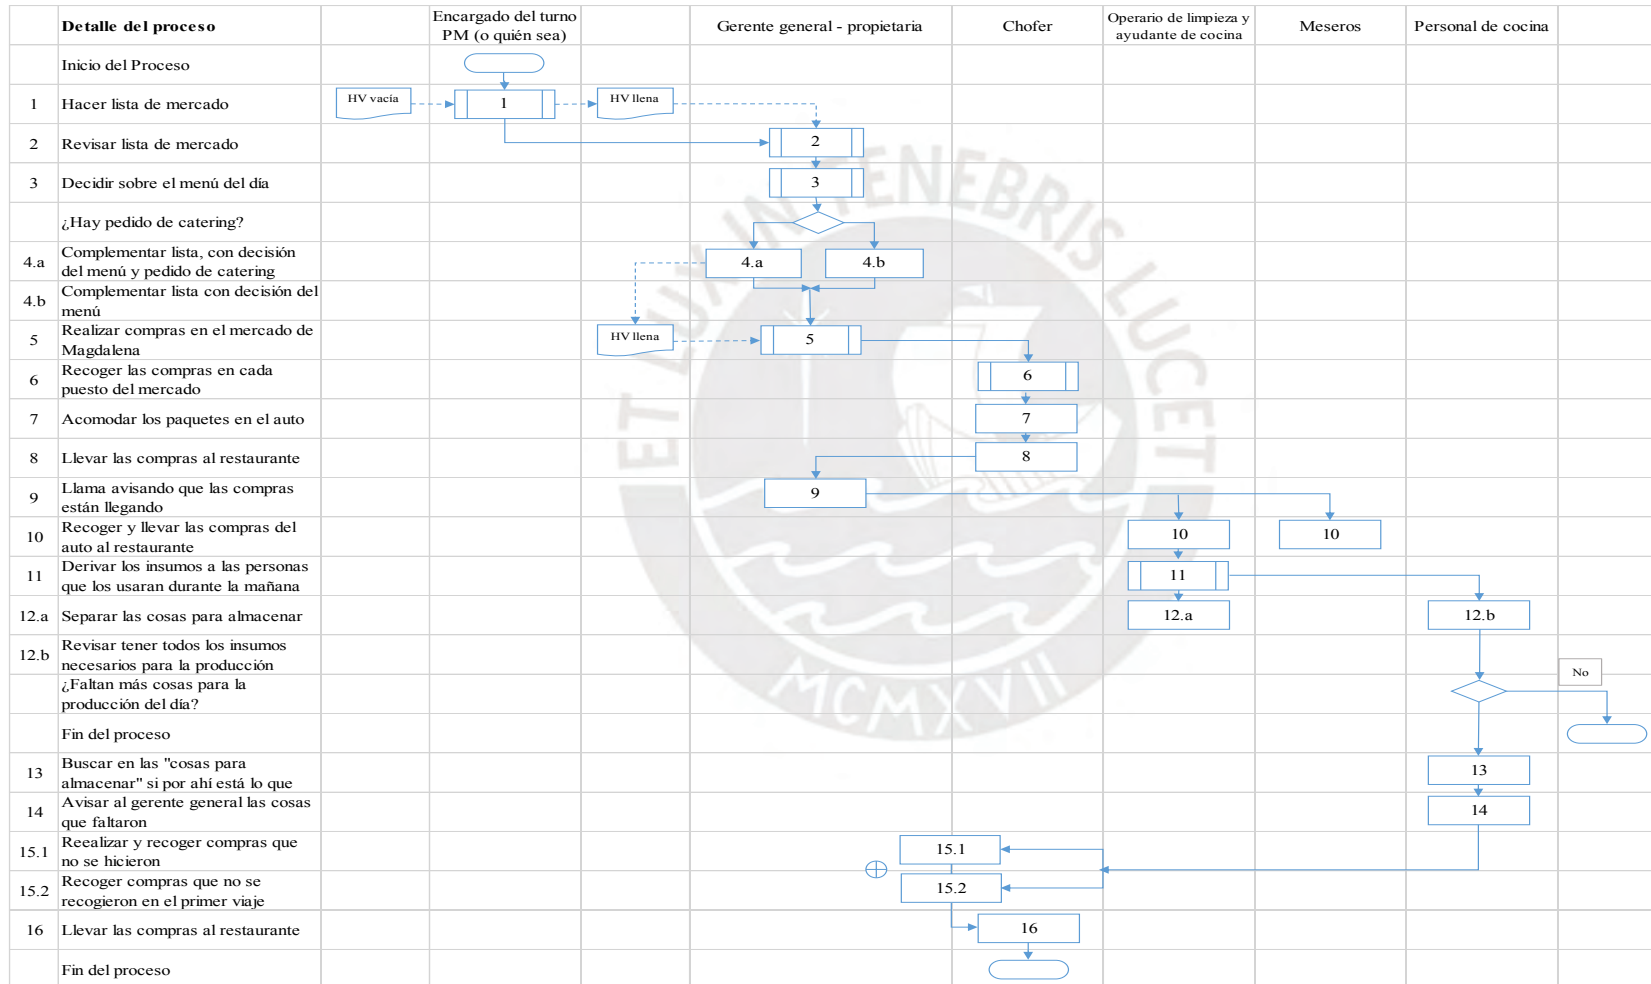 Detalle del proceso
Encargado del turno
PM (o quién sea)
Gerente general - propietaria
Chofer
Operario de limpieza y
ayudante de cocina
Meseros
Personal de cocina
Inicio del Proceso
1 Hacer lista de mercado
HV vacía
1
HV llena
2 Revisar lista de mercado
2
3 Decidir sobre el menú del día
3
¿Hay pedido de catering?
4.a Complementar lista, con decisión
del menú y pedido de catering
4.a
4.b
4.b Complementar lista con decisión del
menú
5 Realizar compras en el mercado de
Magdalena
HV llena
5
6 Recoger las compras en cada
puesto del mercado
6
7 Acomodar los paquetes en el auto
7
8 Llevar las compras al restaurante
8
9 Llama avisando que las compras
están llegando
9
10 Recoger y llevar las compras del
auto al restaurante
10
10
11 Derivar los insumos a las personas
que los usaran durante la mañana
11
12.a Separar las cosas para almacenar
12.a
12.b
12.b Revisar tener todos los insumos
necesarios para la producción
¿Faltan más cosas para la
producción del día?
No
Fin del proceso
13 Buscar en las "cosas para
almacenar" si por ahí está lo que
13
14 Avisar al gerente general las cosas
que faltaron
14
15.1 Reealizar y recoger compras que
no se hicieron
15.1
15.2 Recoger compras que no se
recogieron en el primer viaje
15.2
16 Llevar las compras al restaurante
16
Fin del proceso
ET LUX IN TENEBRIS LUCET
MCMXVII